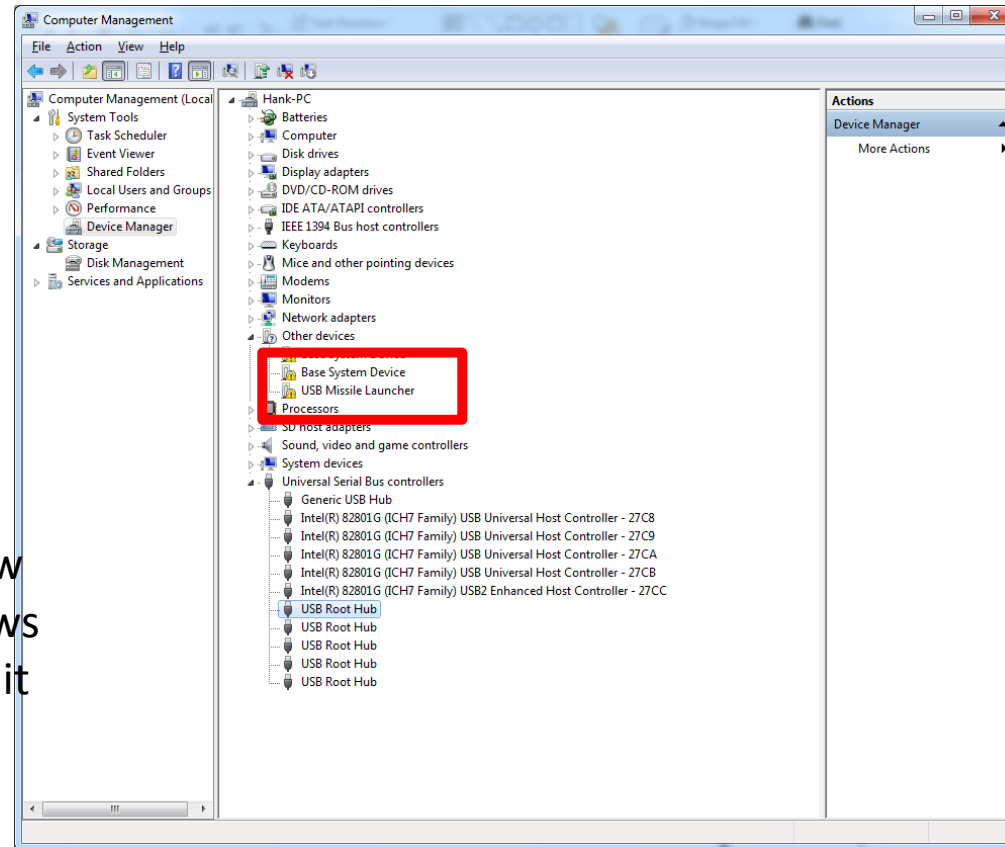 Computer Management
File Action View Help
Computer Management (Local
System Tools
Task Scheduler
Event Viewer
Shared Folders
Local Users and Groups
Performance
Device Manager
Storage
Disk Management
Services and Applications
Hank-PC
Batteries
Computer
Disk drives
Display adapters
DVD/CD-ROM drives
IDE ATA/ATAPI controllers
IEEE 1394 Bus host controllers
Keyboards
Mice and other pointing devices
Modems
Monitors
Network adapters
Other devices
Base System Device
Base System Device
USB Missile Launcher
Processors
SD host adapters
Sound, video and game controllers
System devices
Universal Serial Bus controllers
Generic USB Hub
Intel(R) 82801G (ICH7 Family) USB Universal Host Controller - 27C8
Intel(R) 82801G (ICH7 Family) USB Universal Host Controller - 27C9
Intel(R) 82801G (ICH7 Family) USB Universal Host Controller - 27CA
Intel(R) 82801G (ICH7 Family) USB Universal Host Controller - 27CB
Intel(R) 82801G (ICH7 Family) USB2 Enhanced Host Controller - 27CC
USB Root Hub
USB Root Hub
USB Root Hub
USB Root Hub
USB Root Hub
Actions
Device Manager
More Actions
w
ws
it